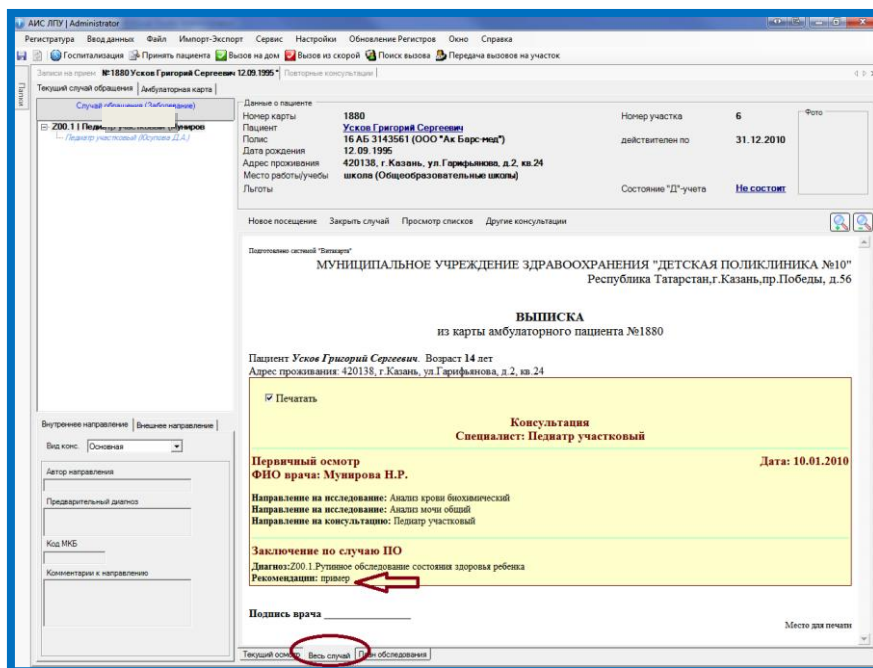 АИС ЛПУ | Administrator
Регистратура Ввод данных Файл Импорт-Экспорт Сервис Настройки Обновление Регистров Окно Справка
Госпитализация Принять пациента Вызов на дом Вызов из скорой Поиск вызова Передача вызовов на участок
Записи на прием №1880 Усков Григорий Сергеевич 12.09.1995* Повторные консультации
Папки
Текущий случай обращения Амбулаторная карта
Случай обращения (Заболевание)
Z00.1 | Педиатр участковый
Педиатр участковый (Юсупова Д.А.)
Данные о пациенте
Номер карты 1880 Номер участка 6 Фото
Пациент Усков Григорий Сергеевич
Полис 16 АБ 3143561 (ООО "Ак Барс-мед") действителен по 31.12.2010
Дата рождения 12.09.1995
Адрес проживания 420138, г.Казань, ул.Гарифьянова, д.2, кв.24
Место работы/учебы школа (Общеобразовательные школы)
Льготы Состояние "Д"-учета Не состоит
Новое посещение Закрыть случай Просмотр списков Другие консультации
Подготовлено системой "Витакарта"
МУНИЦИПАЛЬНОЕ УЧРЕЖДЕНИЕ ЗДРАВООХРАНЕНИЯ "ДЕТСКАЯ ПОЛИКЛИНИКА №10"
Республика Татарстан,г.Казань,пр.Победы, д.56
ВЫПИСКА
из карты амбулаторного пациента №1880
Пациент Усков Григорий Сергеевич. Возраст 14 лет
Адрес проживания: 420138, г.Казань, ул.Гарифьянова, д.2, кв.24
Печатать
Консультация
Специалист: Педиатр участковый
Первичный осмотр Дата: 10.01.2010
ФИО врача: Мунирова Н.Р.
Направление на исследование: Анализ крови биохимический
Направление на исследование: Анализ мочи общий
Направление на консультацию: Педиатр участковый
Заключение по случаю ПО
Диагноз:Z00.1.Рутинное обследование состояния здоровья ребенка
Рекомендации: пример
Подпись врача
Место для печати
Текущий осмотр Весь случай План обследования
Внутреннее направление Внешнее направление
Вид конс. Основная
Автор направления
Предварительный диагноз
Код МКБ
Комментарии к направлению